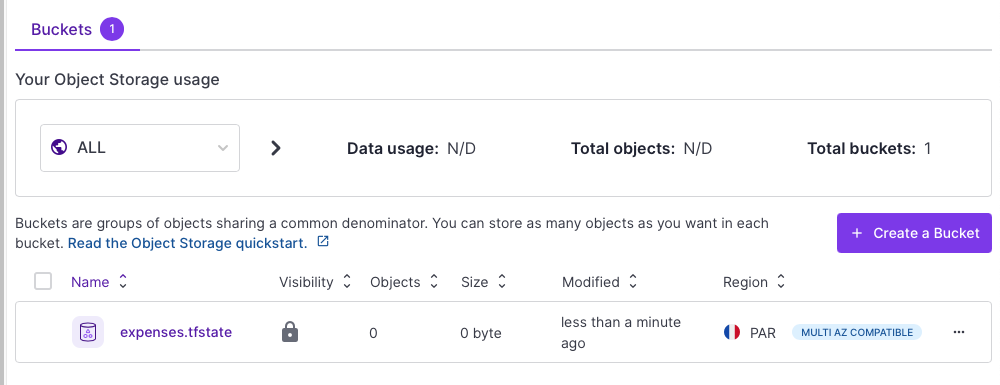 Buckets 1
Your Object Storage usage
ALL Data usage: N/D Total objects: N/D Total buckets: 1
Buckets are groups of objects sharing a common denominator. You can store as many objects as you want in each
bucket. Read the Object Storage quickstart.
+ Create a Bucket
Name Visibility Objects Size Modified Region
expenses.tfstate 0 0 byte less than a minute
ago PAR MULTI AZ COMPATIBLE ...